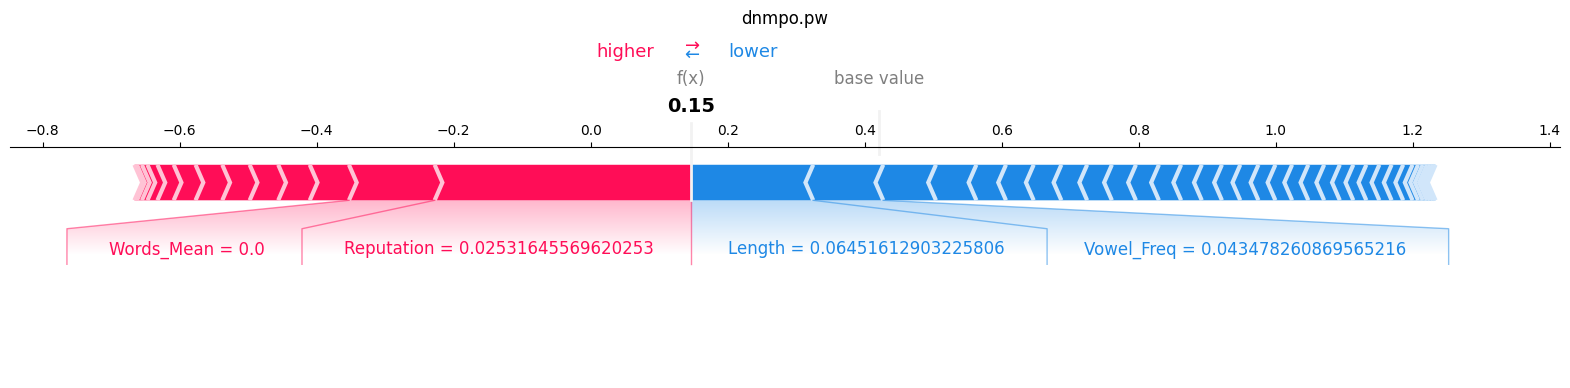 dnmpo.pw
higher → ← lower
f(x) base value
0.15
−0.8 −0.6 −0.4 −0.2 0.0 0.2 0.4 0.6 0.8 1.0 1.2 1.4
Words_Mean = 0.0 Reputation = 0.02531645569620253 Length = 0.06451612903225806 Vowel_Freq = 0.043478260869565216